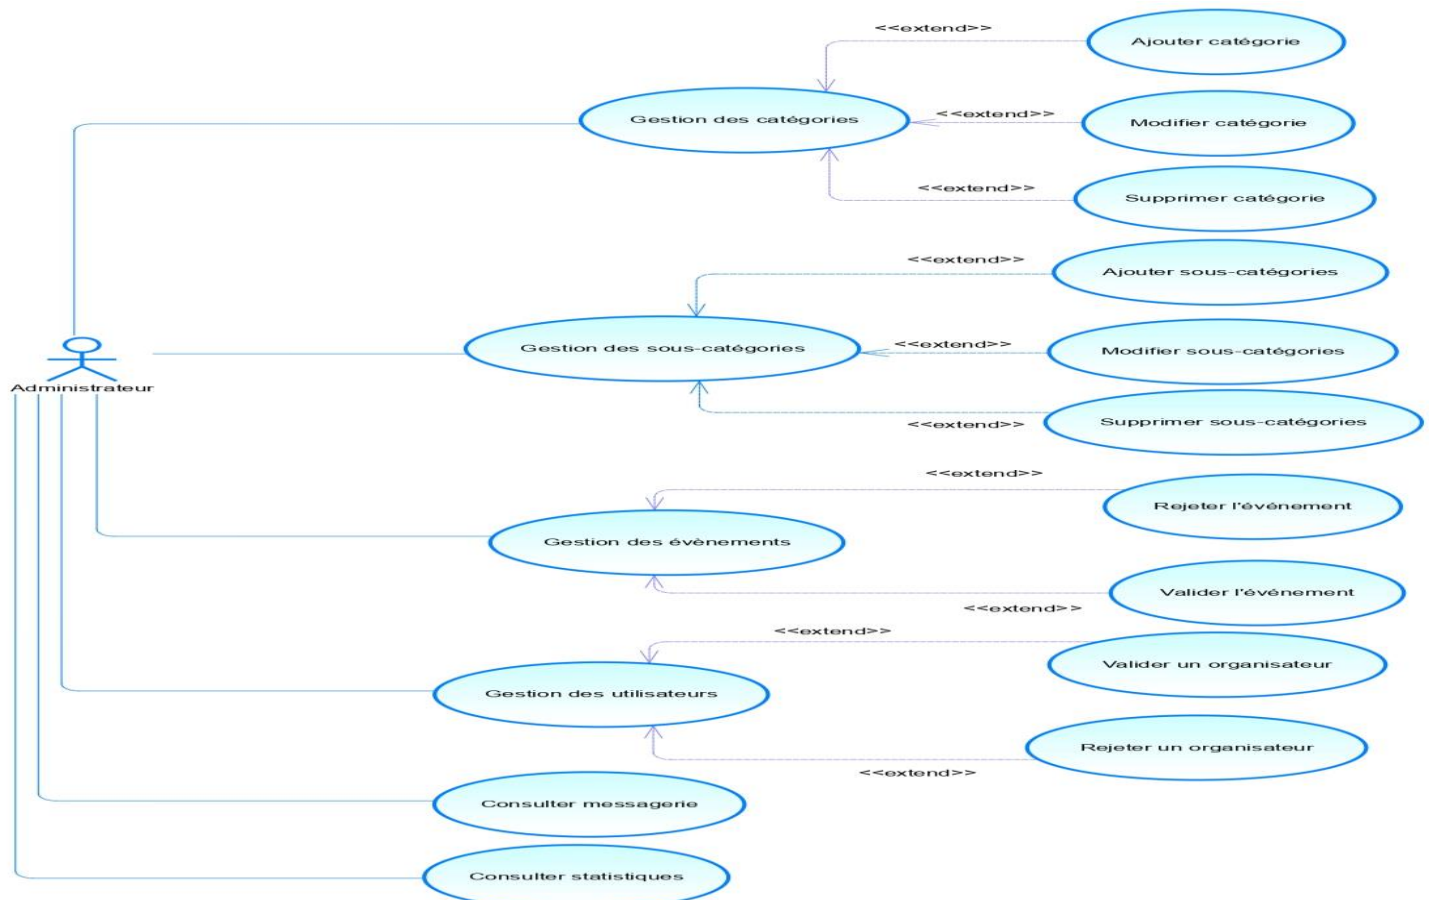 <<extend>>
Ajouter catégorie
Gestion des catégories
<<extend>>
Modifier catégorie
<<extend>>
Supprimer catégorie
<<extend>>
Ajouter sous-catégories
Gestion des sous-catégories
<<extend>>
Modifier sous-catégories
Administrateur
<<extend>>
Supprimer sous-catégories
<<extend>>
Rejeter l'événement
Gestion des évènements
Valider l'événement
<<extend>>
<<extend>>
Valider un organisateur
Gestion des utilisateurs
Rejeter un organisateur
<<extend>>
Consulter messagerie
Consulter statistiques